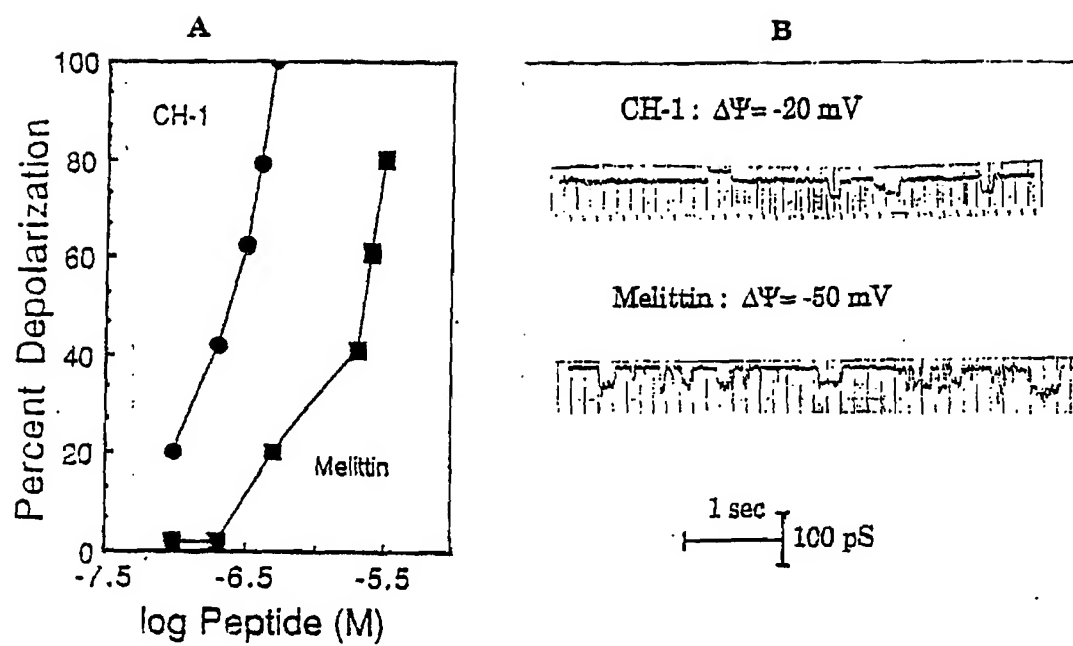 A
100
80
60
40
20
0
Percent Depolarization
CH-1
Melittin
-7.5
-6.5
-5.5
log Peptide (M)
B
CH-1 : ΔΨ= -20 mV
Melittin : ΔΨ= -50 mV
1 sec
100 pS